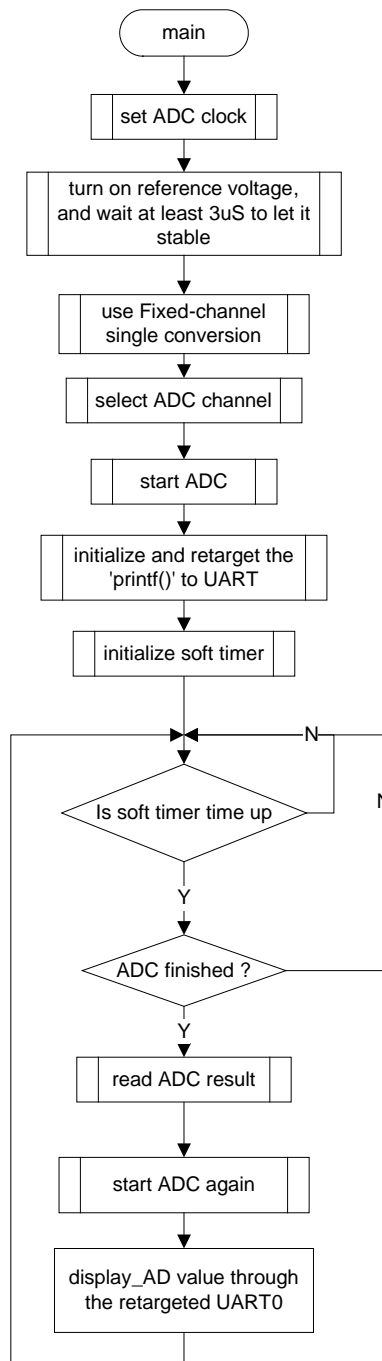 main
set ADC clock
turn on reference voltage,
and wait at least 3uS to let it
stable
use Fixed-channel
single conversion
select ADC channel
start ADC
initialize and retarget the
'printf()' to UART
initialize soft timer
N
Is soft timer time up
Y
ADC finished ?
Y
read ADC result
start ADC again
display_AD value through
the retargeted UART0